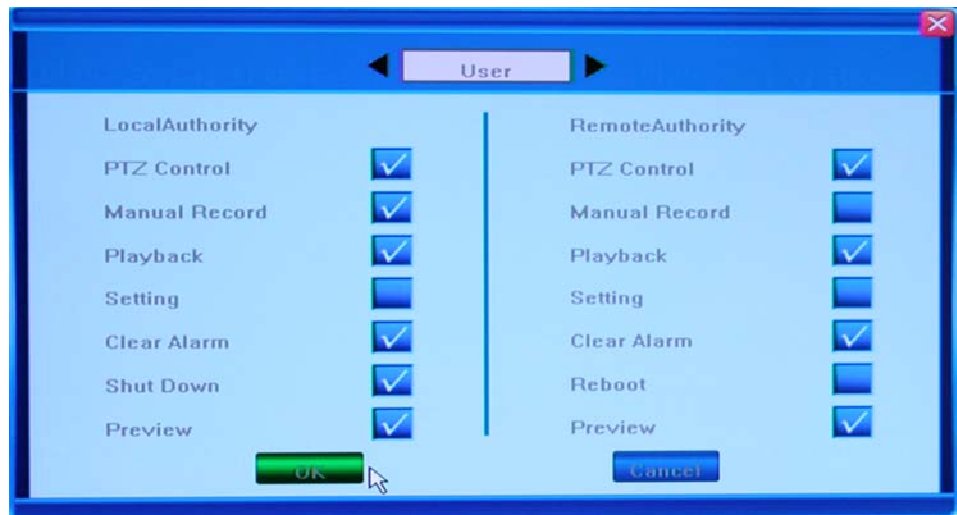 User
LocalAuthority
PTZ Control
Manual Record
Playback
Setting
Clear Alarm
Shut Down
Preview
RemoteAuthority
PTZ Control
Manual Record
Playback
Setting
Clear Alarm
Reboot
Preview
OK
Cancel